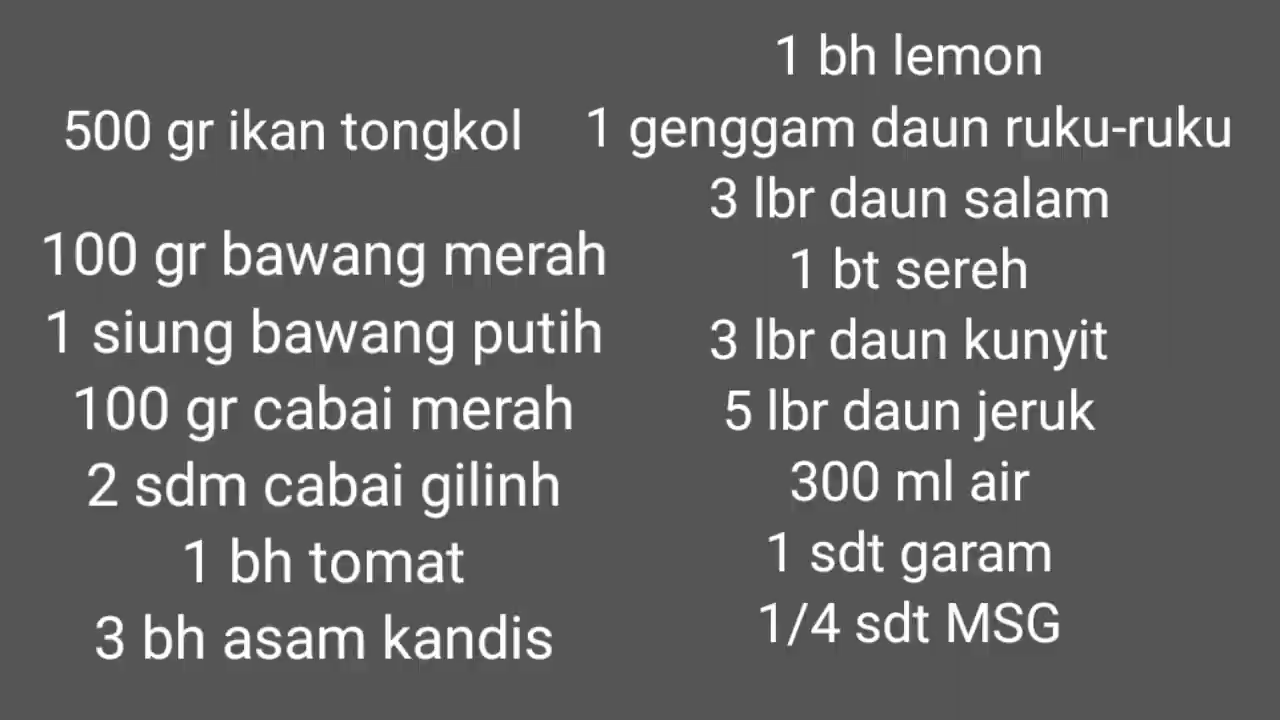 500 gr ikan tongkol
100 gr bawang merah
1 siung bawang putih
100 gr cabai merah
2 sdm cabai gilinh
1 bh tomat
3 bh asam kandis
1 bh lemon
1 genggam daun ruku-ruku
3 lbr daun salam
1 bt sereh
3 lbr daun kunyit
5 lbr daun jeruk
300 ml air
1 sdt garam
1/4 sdt MSG